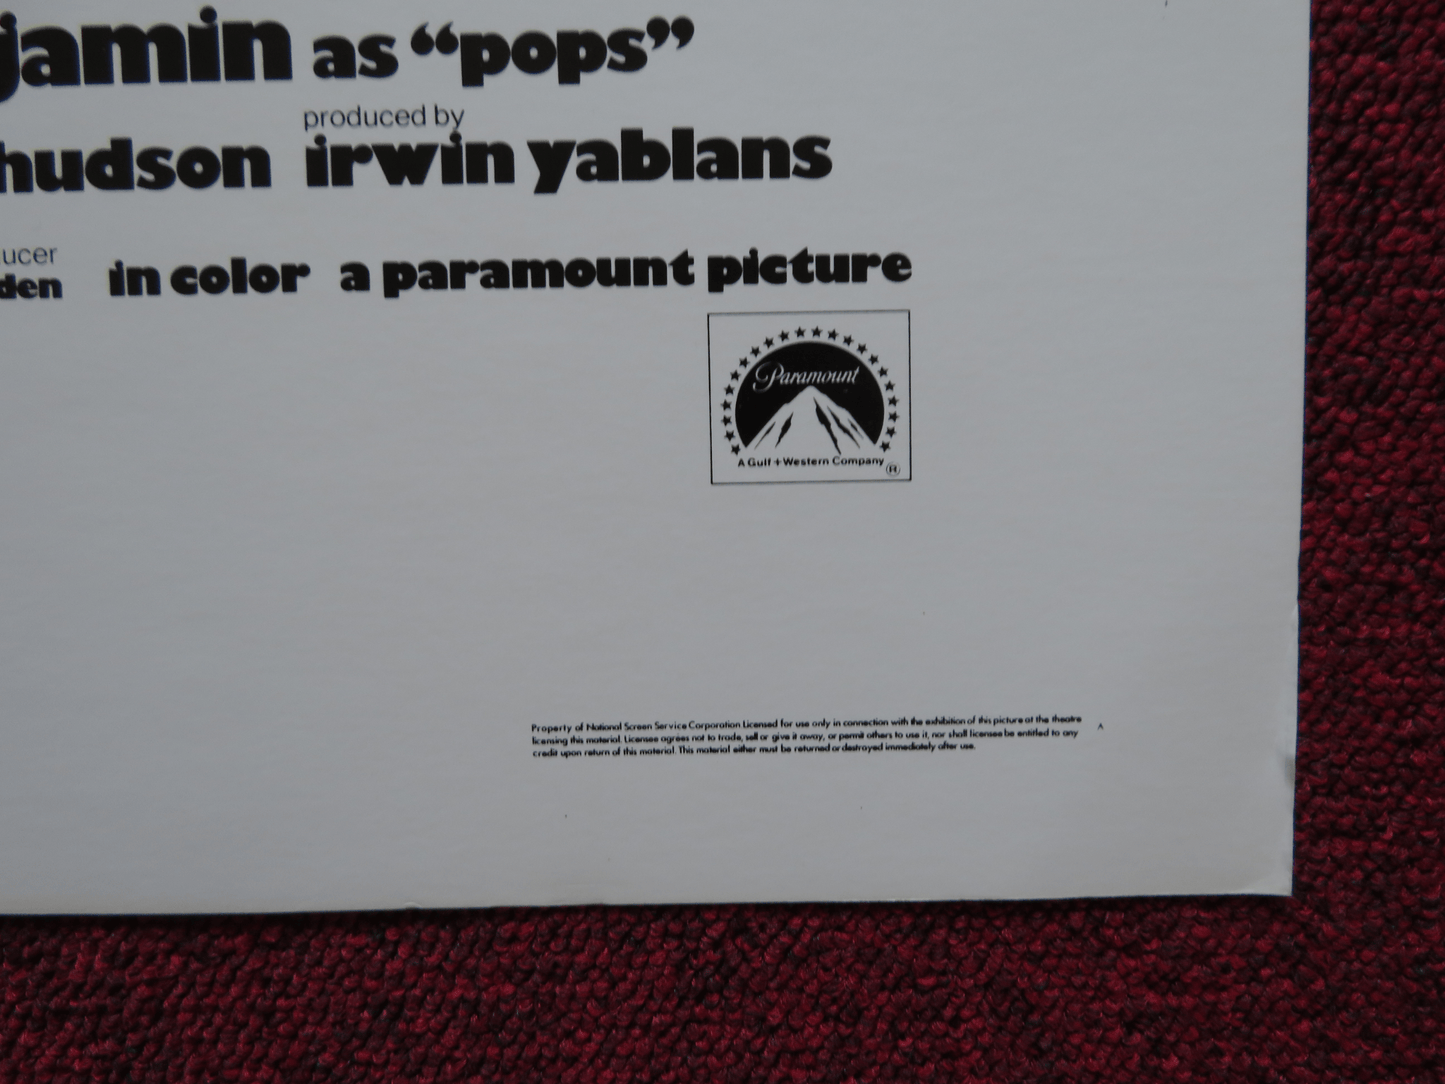 jamin as “pops”
produced by
hudson irwin yablans
ucer
den in color a paramount picture
Paramount
A Gulf + Western Company
®
Property of National Screen Service Corporation Licensed for use only in connection with the exhibition of this picture at the theatre
licensing this material. Licensee agrees not to trade, sell or give it away, or permit others to use it, nor shall licensee be entitled to any
credit upon return of this material. This material either must be returned or destroyed immediately after use.